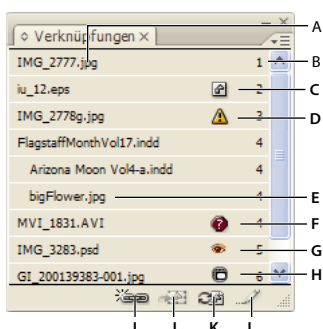 Verknüpfungen
A
IMG_2777.jpg 1 B
iu_12.eps 2 C
IMG_2778g.jpg 3 D
FlagstaffMonthVol17.indd 4
Arizona Moon Vol4-a.indd 4
bigFlower.jpg 4 E
MVI_1831.AVI 4 F
IMG_3283.psd 5 G
GI_200139383-001.jpg 6 H
K